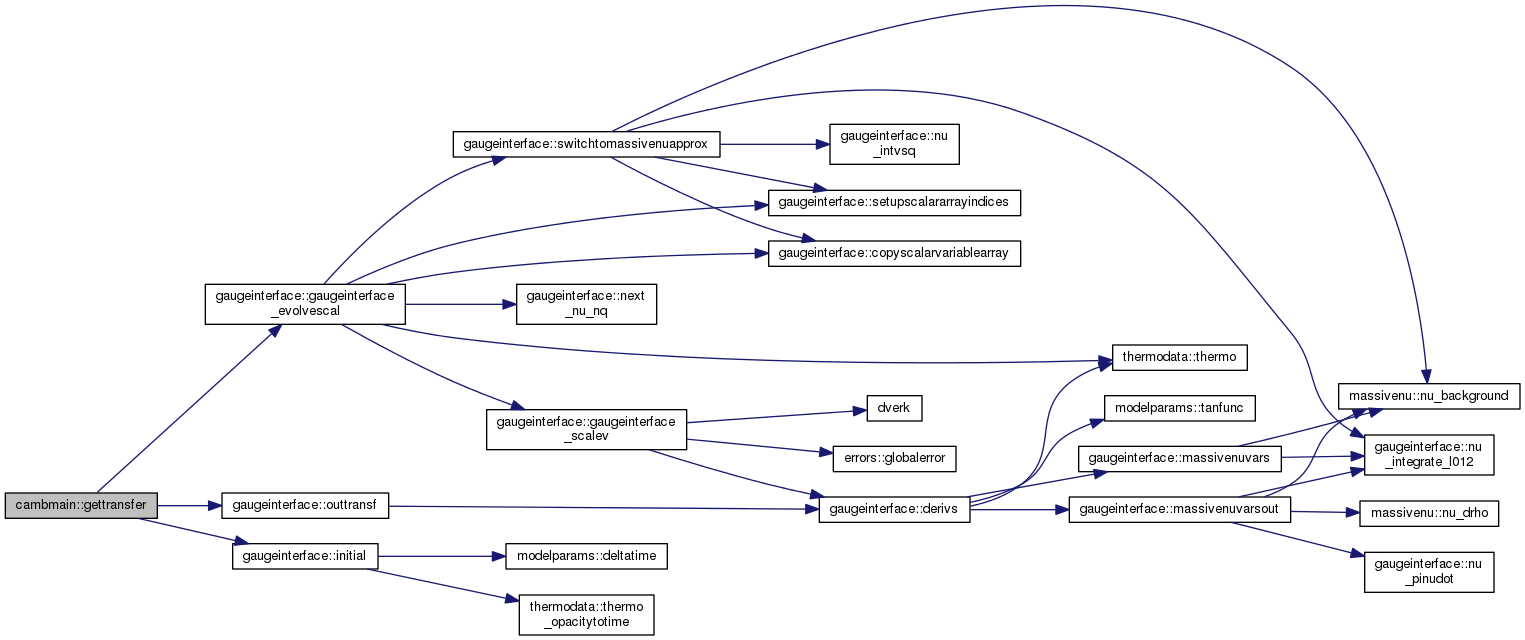 gaugeinterface::switchtomassivenuapprox
gaugeinterface::nu
_intvsq
gaugeinterface::setupscalararrayindices
gaugeinterface::copyscalarvariablearray
gaugeinterface::gaugeinterface
_evolvescal
gaugeinterface::next
_nu_nq
thermodata::thermo
massivenu::nu_background
modelparams::tanfunc
dverk
gaugeinterface::gaugeinterface
_scalev
errors::globalerror
gaugeinterface::massivenuvars
gaugeinterface::nu
_integrate_l012
cambmain::gettransfer
gaugeinterface::outtransf
gaugeinterface::derivs
gaugeinterface::massivenuvarsout
massivenu::nu_drho
gaugeinterface::initial
modelparams::deltatime
gaugeinterface::nu
_pinudot
thermodata::thermo
_opacitytotime